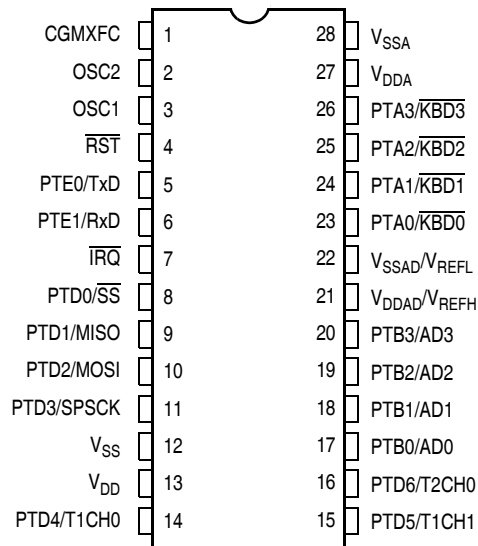 CGMXFC 1 28 VSSA
OSC2 2 27 VDDA
OSC1 3 26 PTA3/KBD3
RST 4 25 PTA2/KBD2
PTE0/TxD 5 24 PTA1/KBD1
PTE1/RxD 6 23 PTA0/KBD0
IRQ 7 22 VSSAD/VREFL
PTD0/SS 8 21 VDDAD/VREFH
PTD1/MISO 9 20 PTB3/AD3
PTD2/MOSI 10 19 PTB2/AD2
PTD3/SPSCK 11 18 PTB1/AD1
VSS 12 17 PTB0/AD0
VDD 13 16 PTD6/T2CH0
PTD4/T1CH0 14 15 PTD5/T1CH1